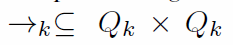 →ₖ⊆ Qₖ × Qₖ